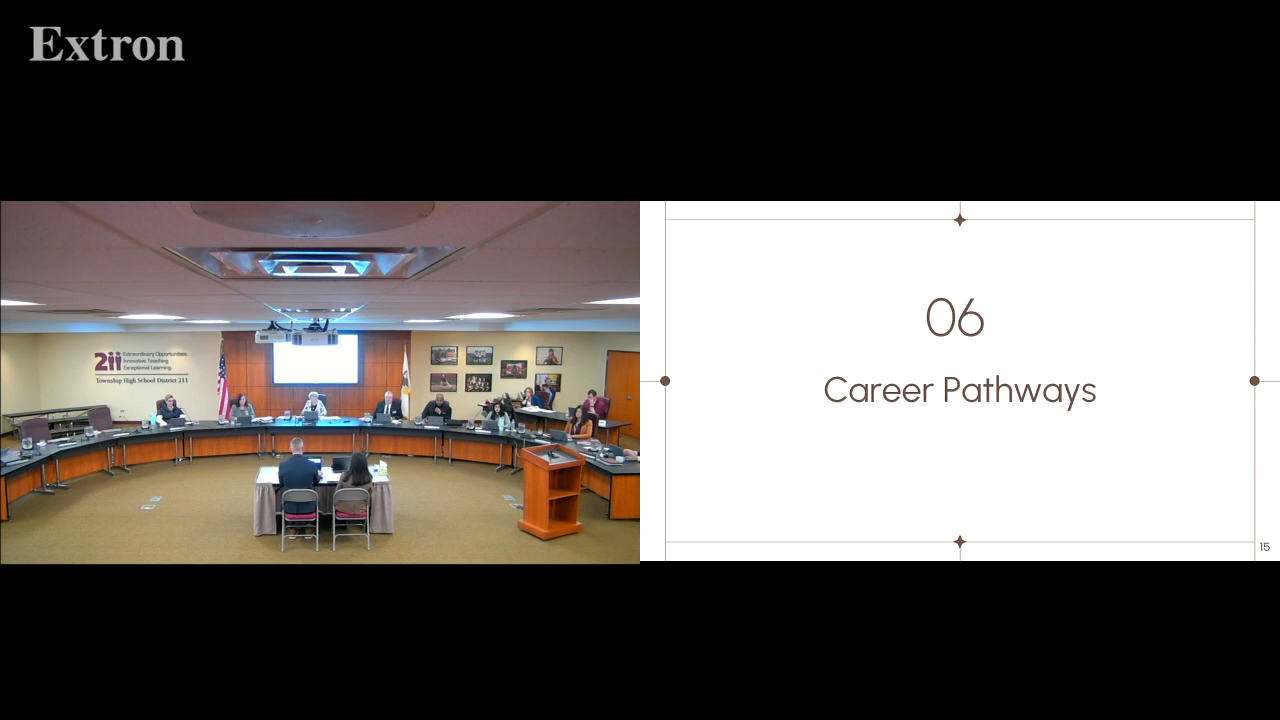 Extron
211
Extraordinary Opportunities.
Innovative Teaching.
Exceptional Learning.
Township High School District 211
06
Career Pathways
15